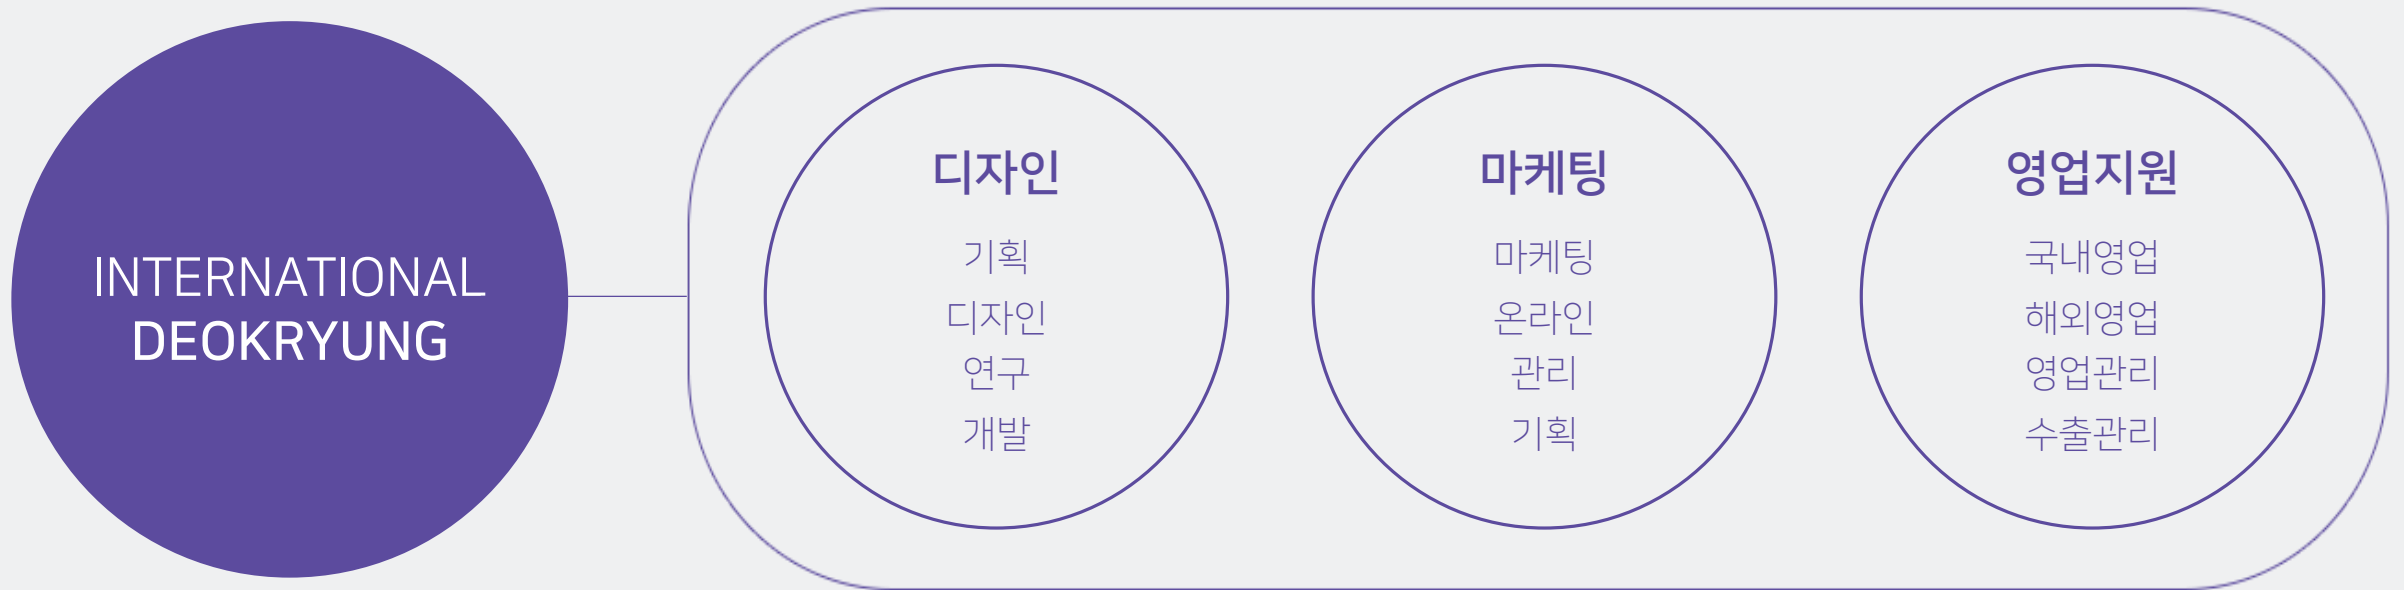 INTERNATIONAL
DEOKRYUNG
디자인
기획
디자인
연구
개발
마케팅
마케팅
온라인
관리
기획
영업지원
국내영업
해외영업
영업관리
수출관리